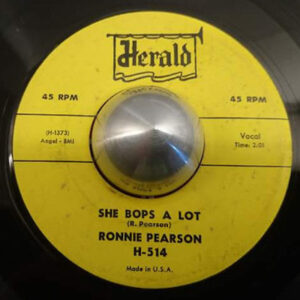 Herald
45 RPM
45 RPM
(H-1373)
Angel - BMI
Vocal
Time: 2:01
SHE BOPS A LOT
(R. Pearson)
RONNIE PEARSON
H-514
Made in U.S.A.